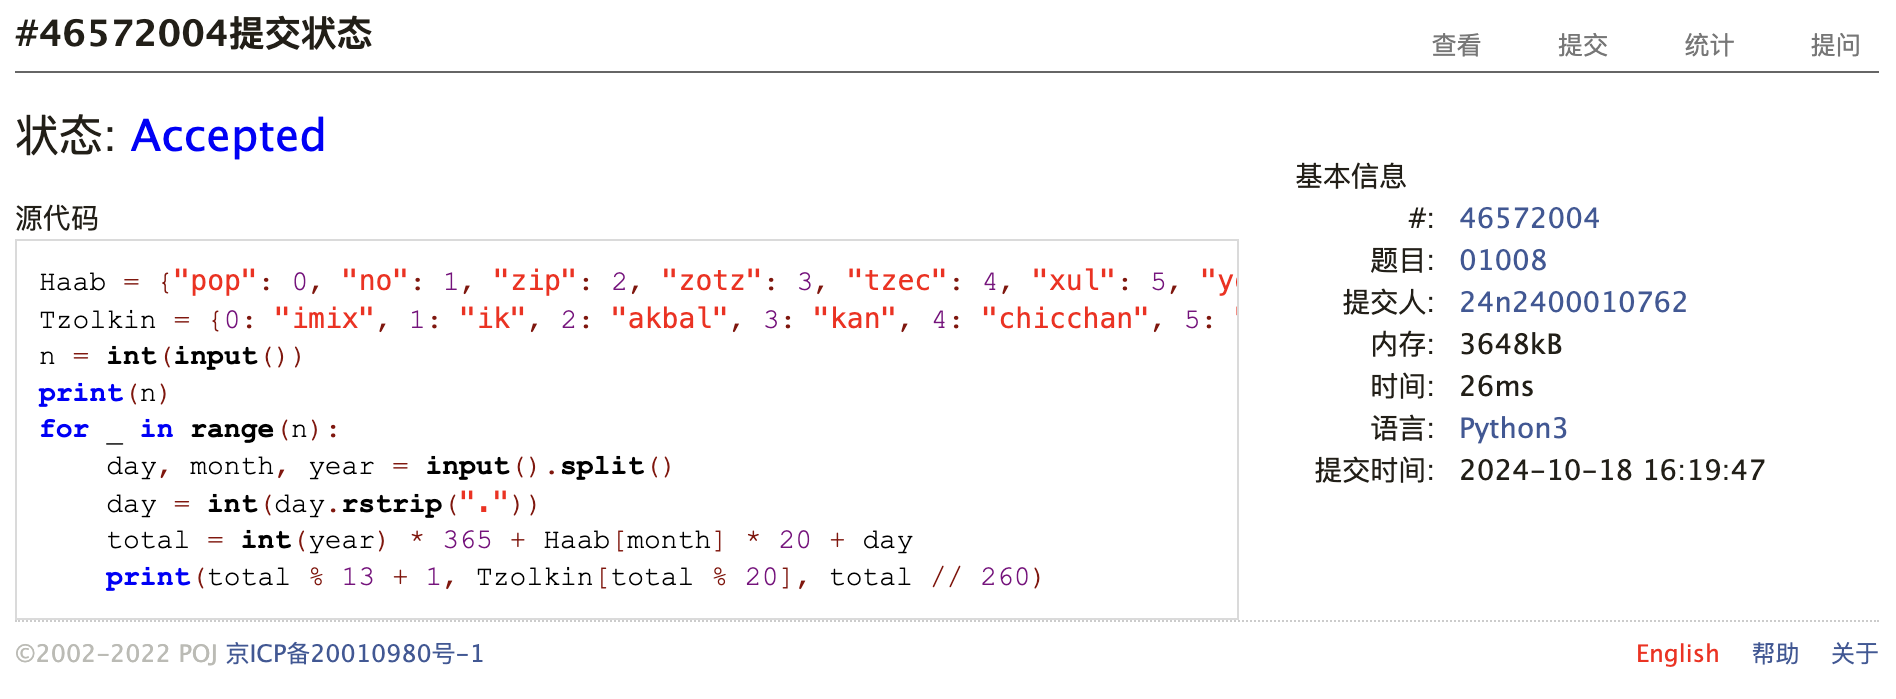 #46572004提交状态
查看 提交 统计 提问
状态: Accepted
源代码
Haab = {"pop": 0, "no": 1, "zip": 2, "zotz": 3, "tzec": 4, "xul": 5,
Tzolkin = {0: "imix", 1: "ik", 2: "akbal", 3: "kan", 4: "chicchan", 5:
n = int(input())
print(n)
for _ in range(n):
    day, month, year = input().split()
    day = int(day.rstrip("."))
    total = int(year) * 365 + Haab[month] * 20 + day
    print(total % 13 + 1, Tzolkin[total % 20], total // 260)
基本信息
#: 46572004
题目: 01008
提交人: 24n2400010762
内存: 3648kB
时间: 26ms
语言: Python3
提交时间: 2024-10-18 16:19:47
©2002-2022 POJ 京ICP备20010980号-1
English 帮助 关于